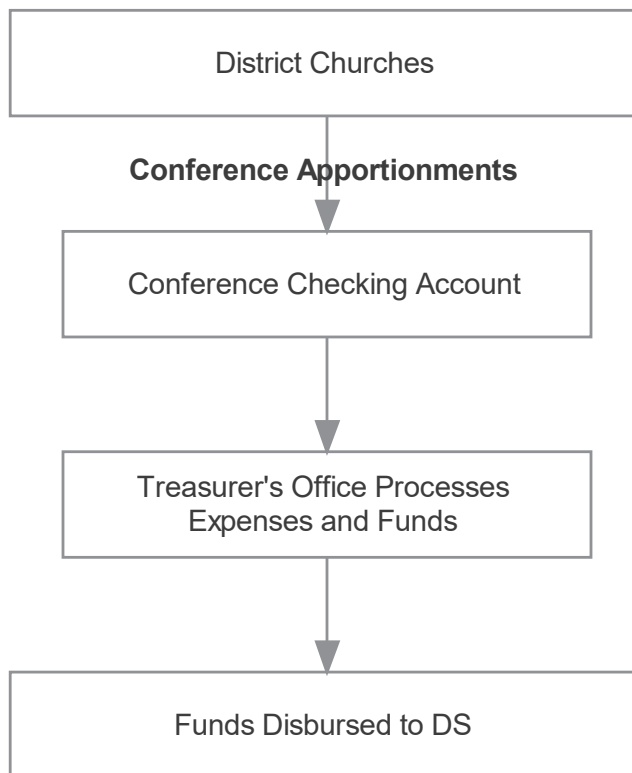 District Churches
Conference Apportionments
Conference Checking Account
Treasurer's Office Processes
Expenses and Funds
Funds Disbursed to DS